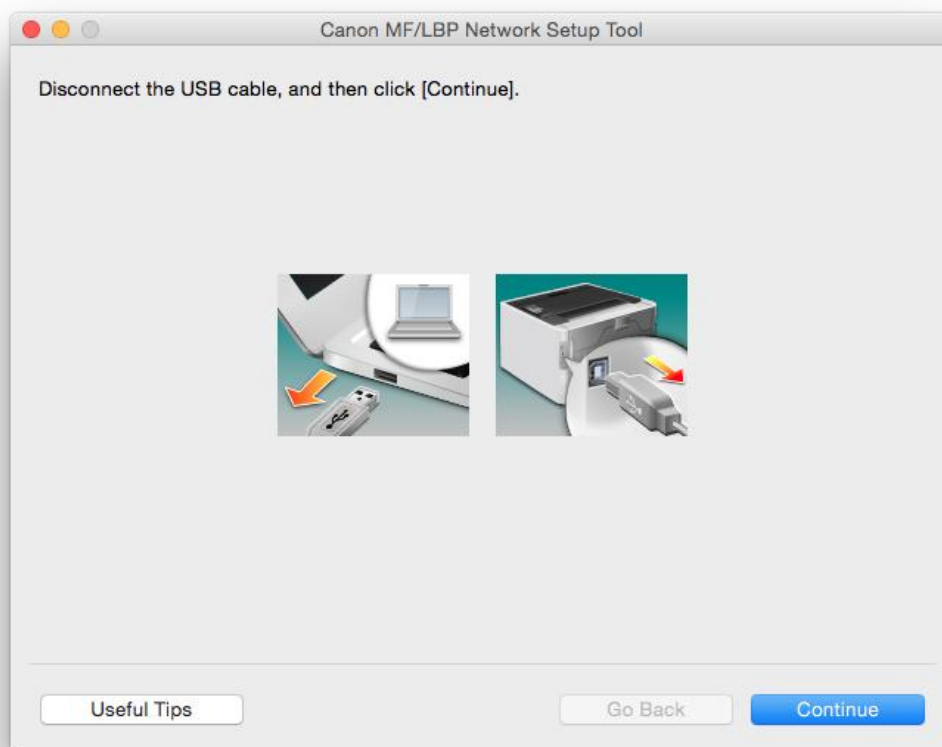 Canon MF/LBP Network Setup Tool
Disconnect the USB cable, and then click [Continue].
Useful Tips
Go Back
Continue